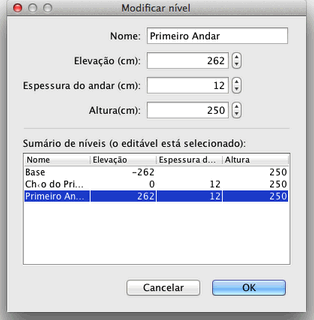 Modificar nível
Nome: Primeiro Andar
Elevação (cm): 262
Espessura do andar (cm): 12
Altura(cm): 250
Sumário de níveis (o editável está selecionado):
Nome Elevação Espessura d... Altura
Base -262 250
Chão do Pri... 0 12 250
Primeiro An... 262 12 250
Cancelar OK